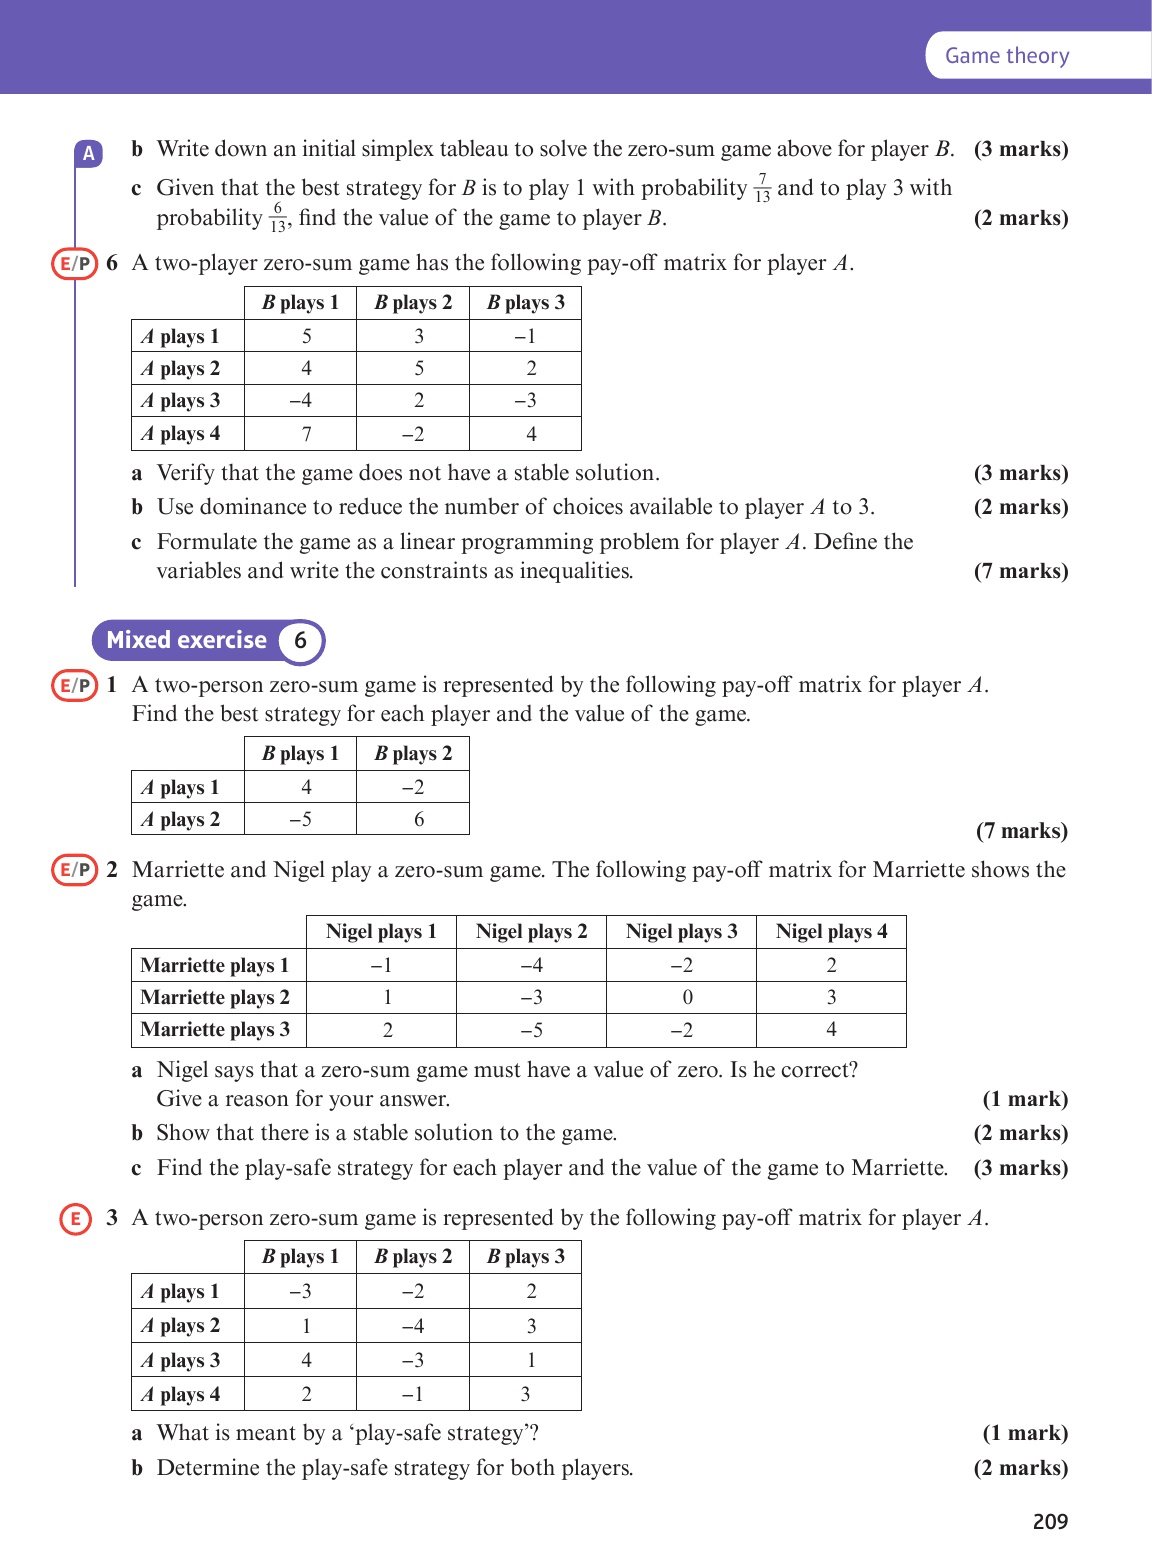 Game theory
A
b Write down an initial simplex tableau to solve the zero-sum game above for player B. (3 marks)
c Given that the best strategy for B is to play 1 with probability 7/13 and to play 3 with
probability 6/13, find the value of the game to player B. (2 marks)
E/P 6 A two-player zero-sum game has the following pay-off matrix for player A.
B plays 1 B plays 2 B plays 3
A plays 1 5 3 −1
A plays 2 4 5 2
A plays 3 −4 2 −3
A plays 4 7 −2 4
a Verify that the game does not have a stable solution. (3 marks)
b Use dominance to reduce the number of choices available to player A to 3. (2 marks)
c Formulate the game as a linear programming problem for player A. Define the
variables and write the constraints as inequalities. (7 marks)
Mixed exercise 6
E/P 1 A two-person zero-sum game is represented by the following pay-off matrix for player A.
Find the best strategy for each player and the value of the game.
B plays 1 B plays 2
A plays 1 4 −2
A plays 2 −5 6
(7 marks)
E/P 2 Marriette and Nigel play a zero-sum game. The following pay-off matrix for Marriette shows the
game.
Nigel plays 1 Nigel plays 2 Nigel plays 3 Nigel plays 4
Marriette plays 1 −1 −4 −2 2
Marriette plays 2 1 −3 0 3
Marriette plays 3 2 −5 −2 4
a Nigel says that a zero-sum game must have a value of zero. Is he correct?
Give a reason for your answer. (1 mark)
b Show that there is a stable solution to the game. (2 marks)
c Find the play-safe strategy for each player and the value of the game to Marriette. (3 marks)
E 3 A two-person zero-sum game is represented by the following pay-off matrix for player A.
B plays 1 B plays 2 B plays 3
A plays 1 −3 −2 2
A plays 2 1 −4 3
A plays 3 4 −3 1
A plays 4 2 −1 3
a What is meant by a ‘play-safe strategy’? (1 mark)
b Determine the play-safe strategy for both players. (2 marks)
209